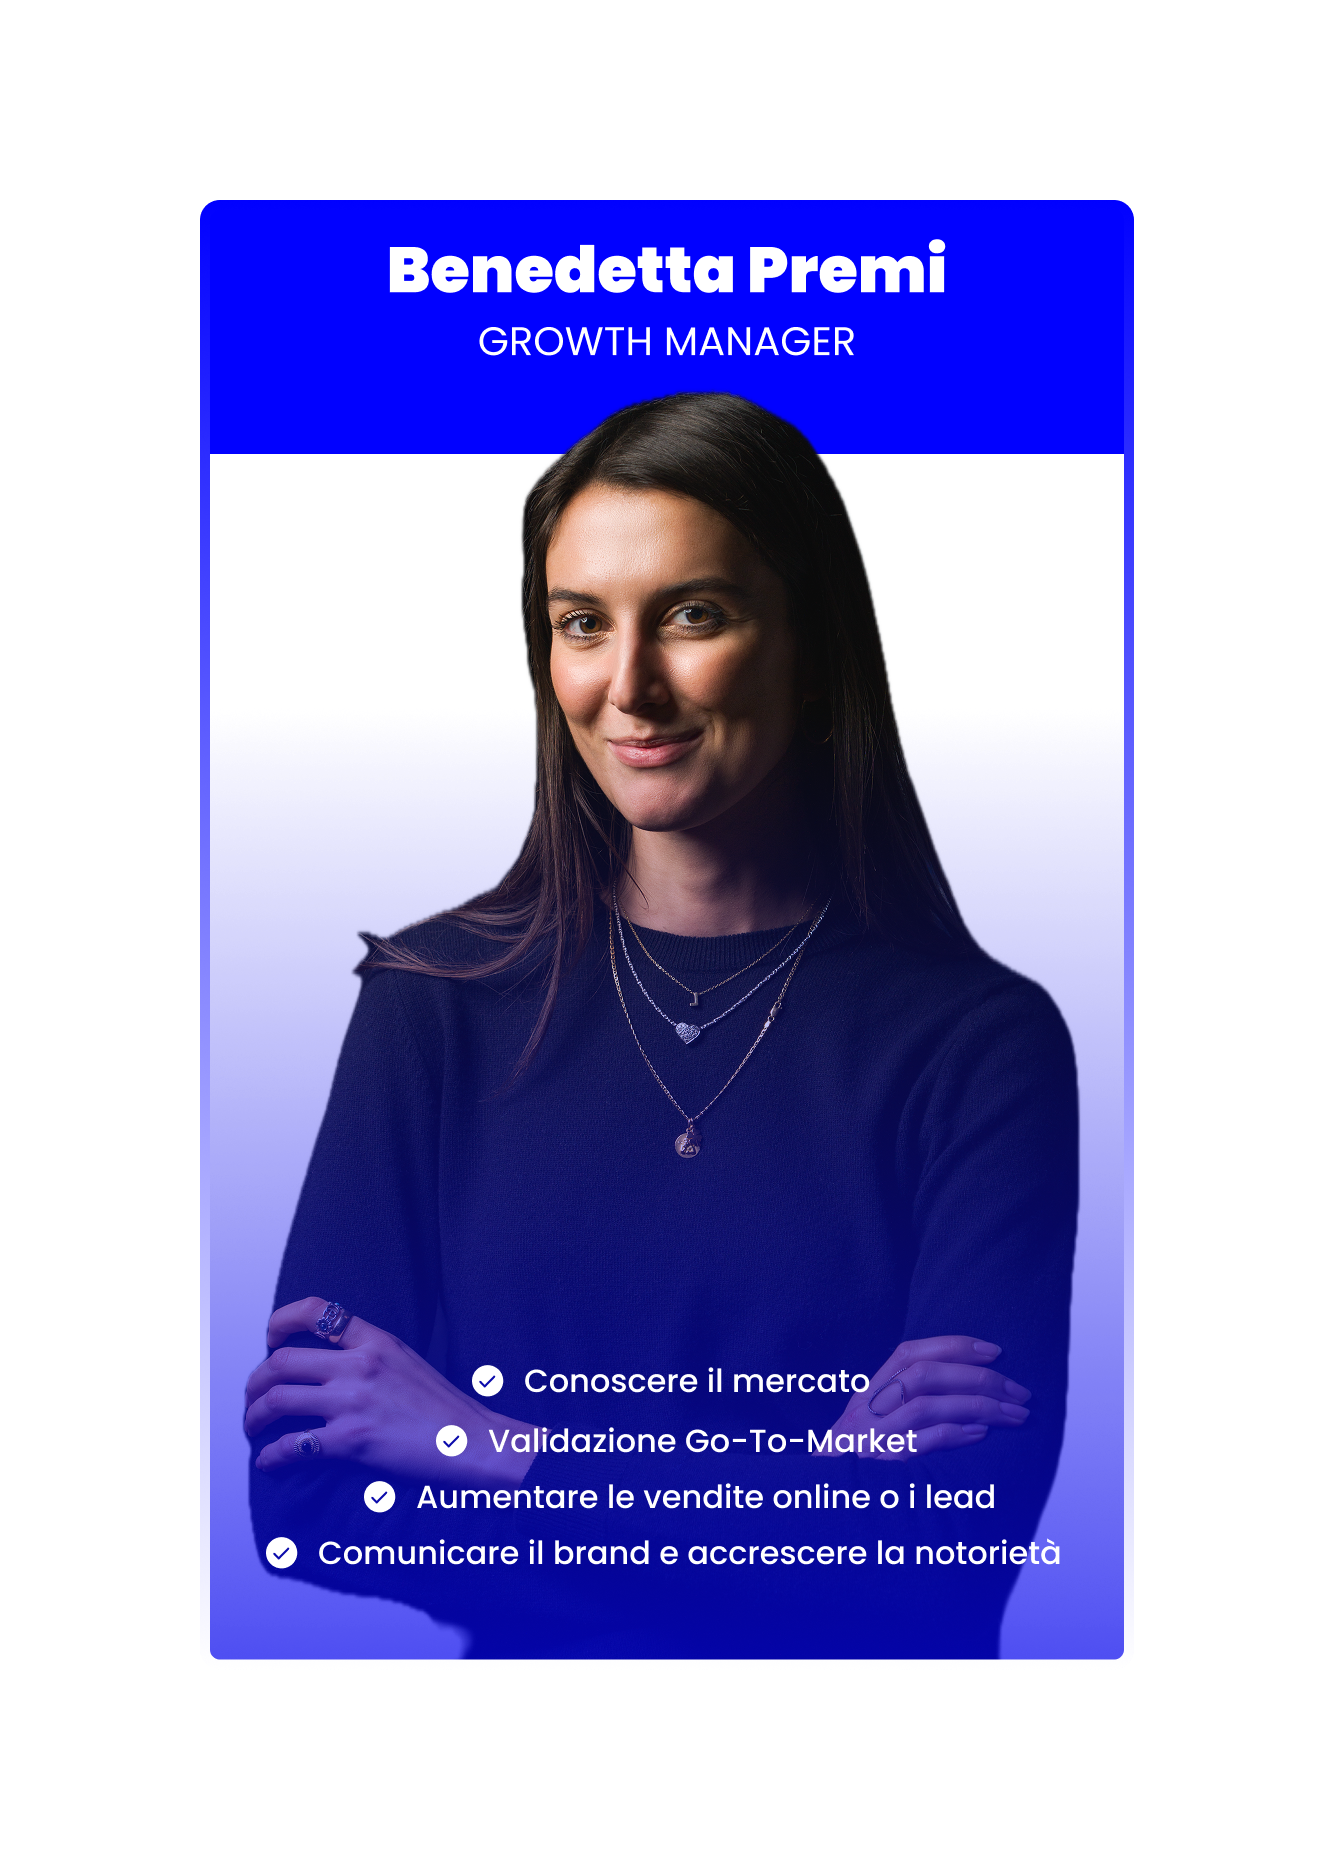 Benedetta Premi
GROWTH MANAGER
Conoscere il mercato
Validazione Go-To-Market
Aumentare le vendite online o i lead
Comunicare il brand e accrescere la notorietà